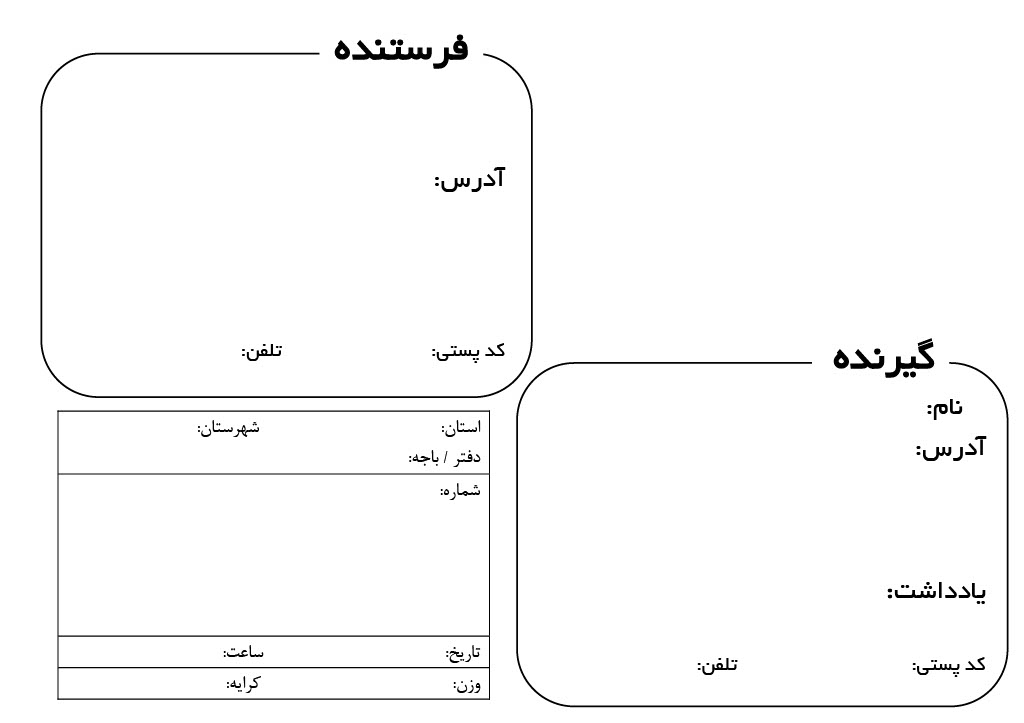 فرستنده
آدرس:
کد پستی: تلفن:
گیرنده
نام:
آدرس:
یادداشت:
کد پستی: تلفن:
استان: شهرستان:
دفتر / باجه:
شماره:
تاریخ: ساعت:
وزن: کرایه: